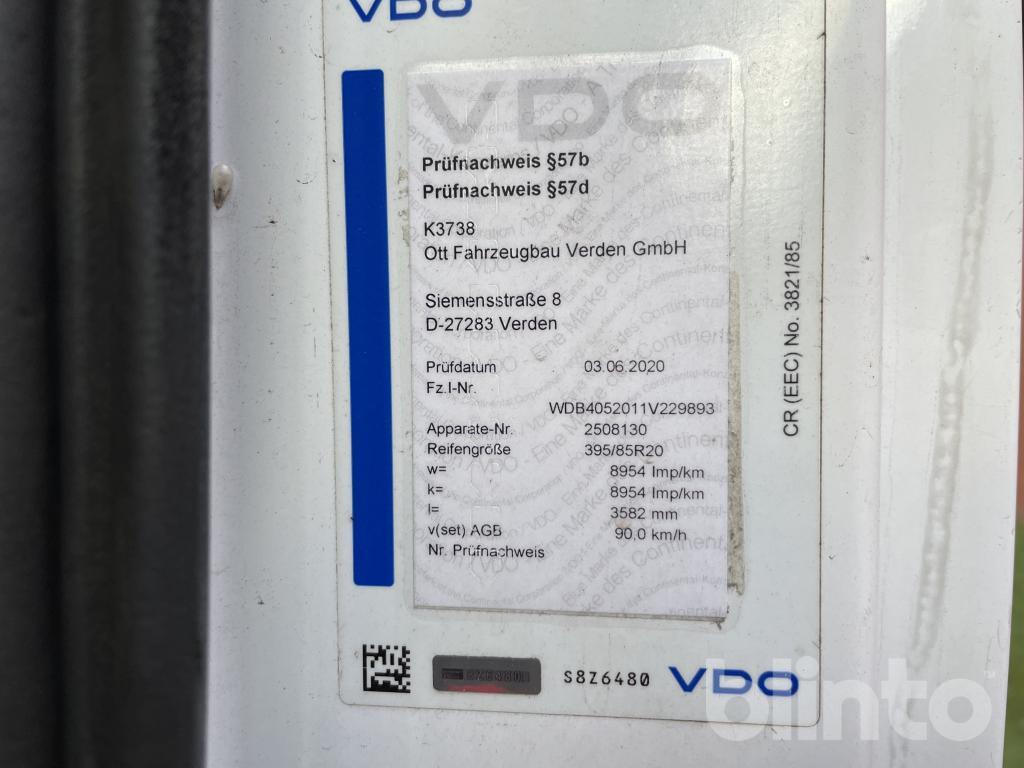 VDO
VDO
Prüfnachweis §57b
Prüfnachweis §57d
K3738
Ott Fahrzeugbau Verden GmbH
Siemensstraße 8
D-27283 Verden
Prüfdatum 03.06.2020
Fz.I-Nr.
WDB4052011V229893
Apparate-Nr. 2508130
Reifengröße 395/85R20
w= 8954 Imp/km
k= 8954 Imp/km
l= 3582 mm
v(set) AGB 90,0 km/h
Nr. Prüfnachweis
CR (EEC) No. 3821/85
S8Z6480 VDO
blinto